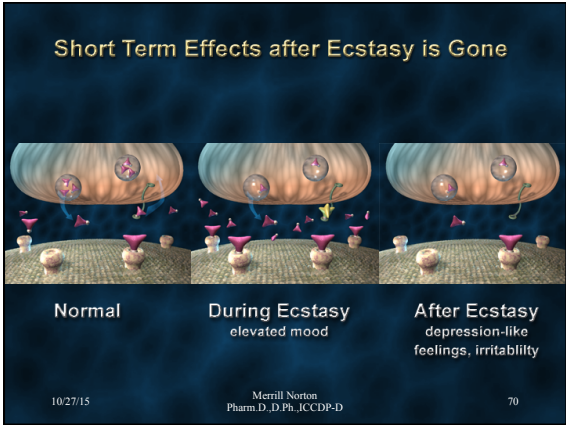 Short Term Effects after Ecstasy is Gone
Normal
During Ecstasy
elevated mood
After Ecstasy
depression-like
feelings, irritablilty
10/27/15
Merrill Norton
Pharm.D.,D.Ph.,ICCDP-D
70